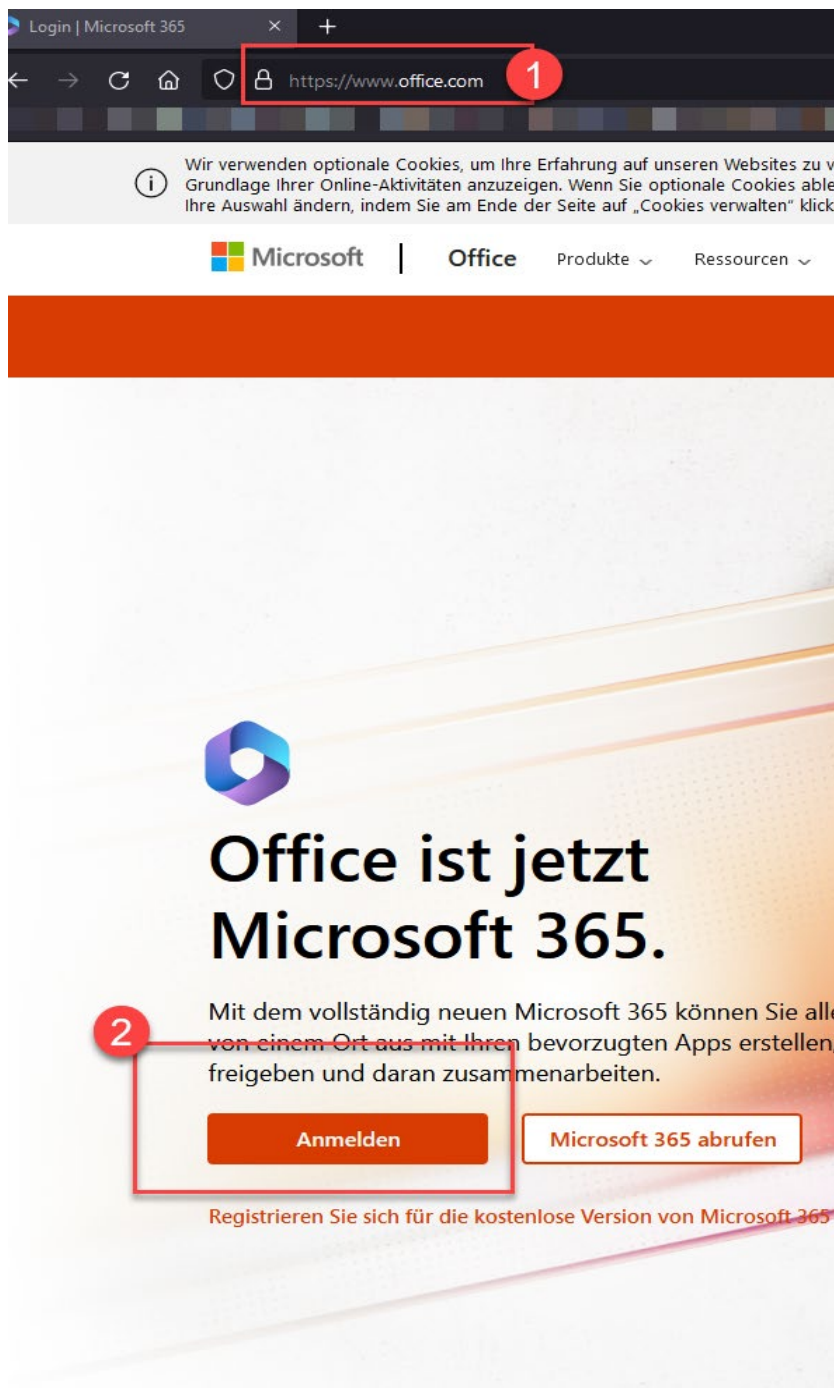 Login | Microsoft 365
https://www.office.com
1
Wir verwenden optionale Cookies, um Ihre Erfahrung auf unseren Websites zu
Grundlage Ihrer Online-Aktivitäten anzuzeigen. Wenn Sie optionale Cookies
Ihre Auswahl ändern, indem Sie am Ende der Seite auf „Cookies verwalten“
Microsoft | Office Produkte Ressourcen
Office ist jetzt
Microsoft 365.
Mit dem vollständig neuen Microsoft 365 können Sie
2
von einem Ort aus mit Ihren bevorzugten Apps erstellen,
freigeben und daran zusammenarbeiten.
Anmelden Microsoft 365 abrufen
Registrieren Sie sich für die kostenlose Version von Microsoft 365